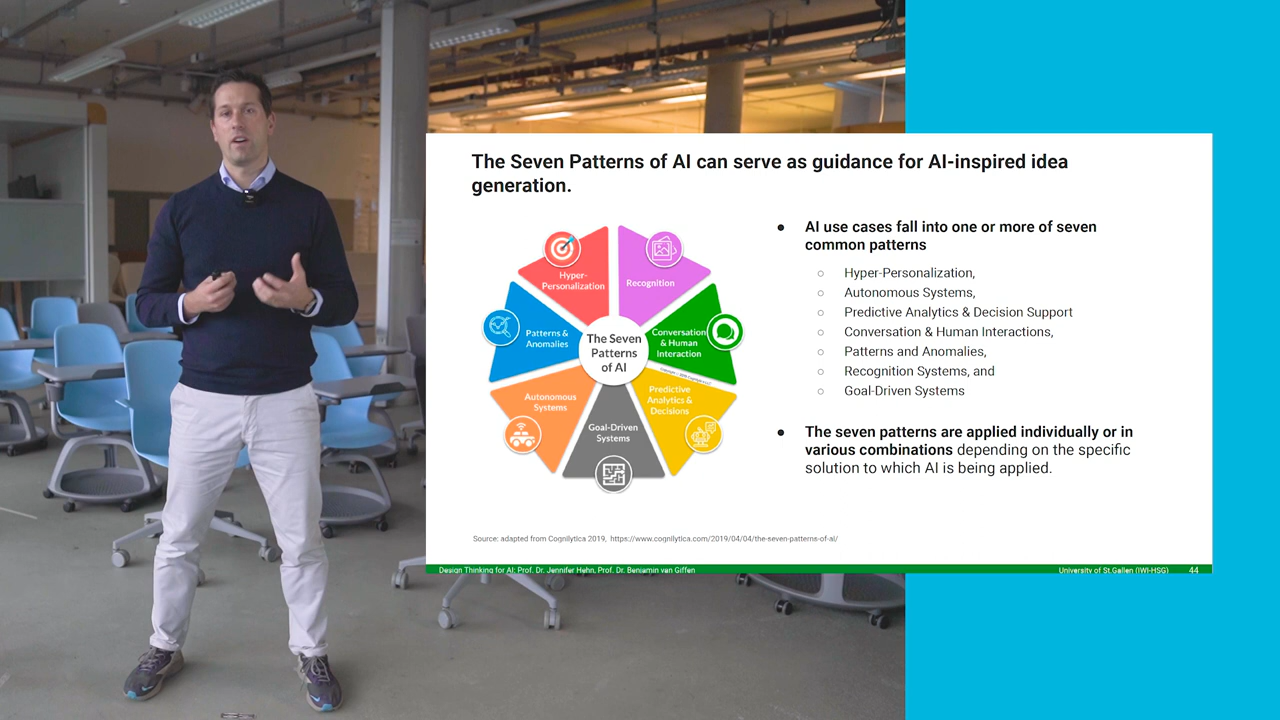 The Seven Patterns of AI can serve as guidance for AI-inspired idea
generation.
Hyper-
Personalization
Recognition
Patterns &
Anomalies
The Seven
Patterns
of AI
Conversation
& Human
Interaction
Autonomous
Systems
Predictive
Analytics &
Decisions
Goal-Driven
Systems
● AI use cases fall into one or more of seven
common patterns
○ Hyper-Personalization,
○ Autonomous Systems,
○ Predictive Analytics & Decision Support
○ Conversation & Human Interactions,
○ Patterns and Anomalies,
○ Recognition Systems, and
○ Goal-Driven Systems
● The seven patterns are applied individually or in
various combinations depending on the specific
solution to which AI is being applied.
Source: adapted from Cognilytica 2019, https://www.cognilytica.com/2019/04/04/the-seven-patterns-of-ai/
Design Thinking for AI; Prof. Dr. Jennifer Hehn, Prof. Dr. Benjamin van Giffen
University of St.Gallen (IWI-HSG) 44